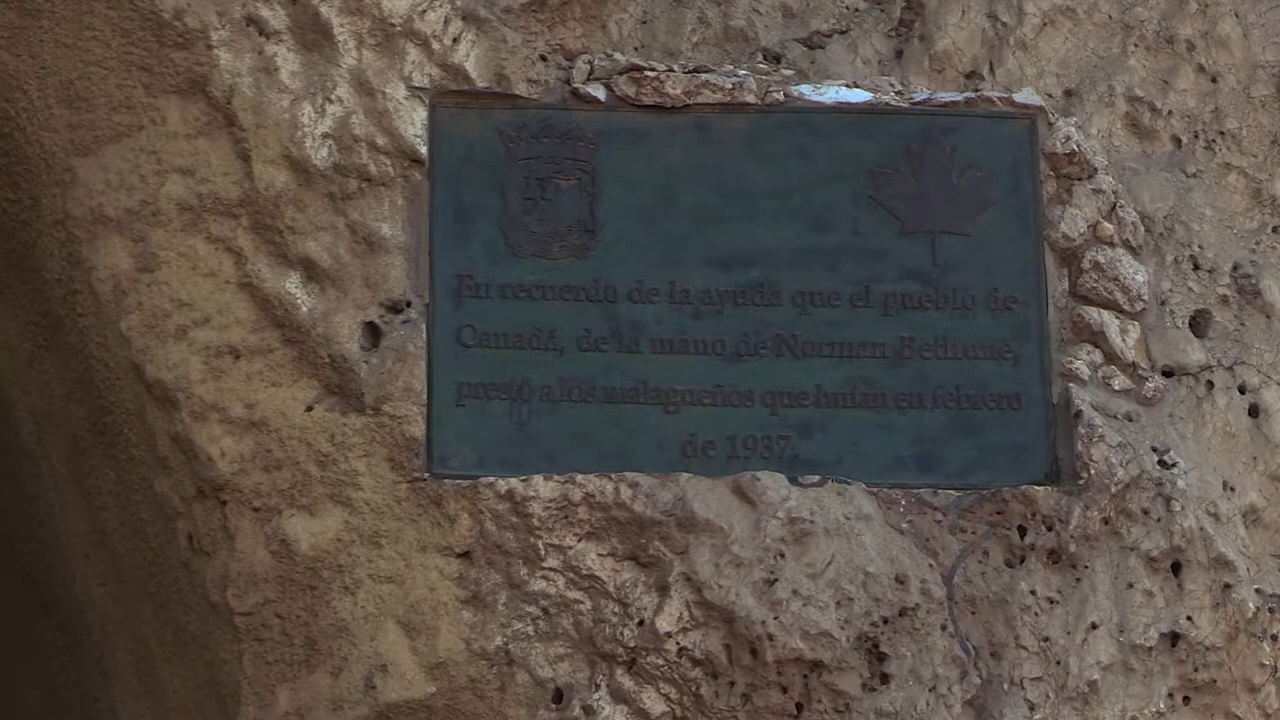 En recuerdo de la ayuda que el pueblo de
Canadá, de la mano de Norman Bethune,
prestó a los malagueños que huían en febrero
de 1937.